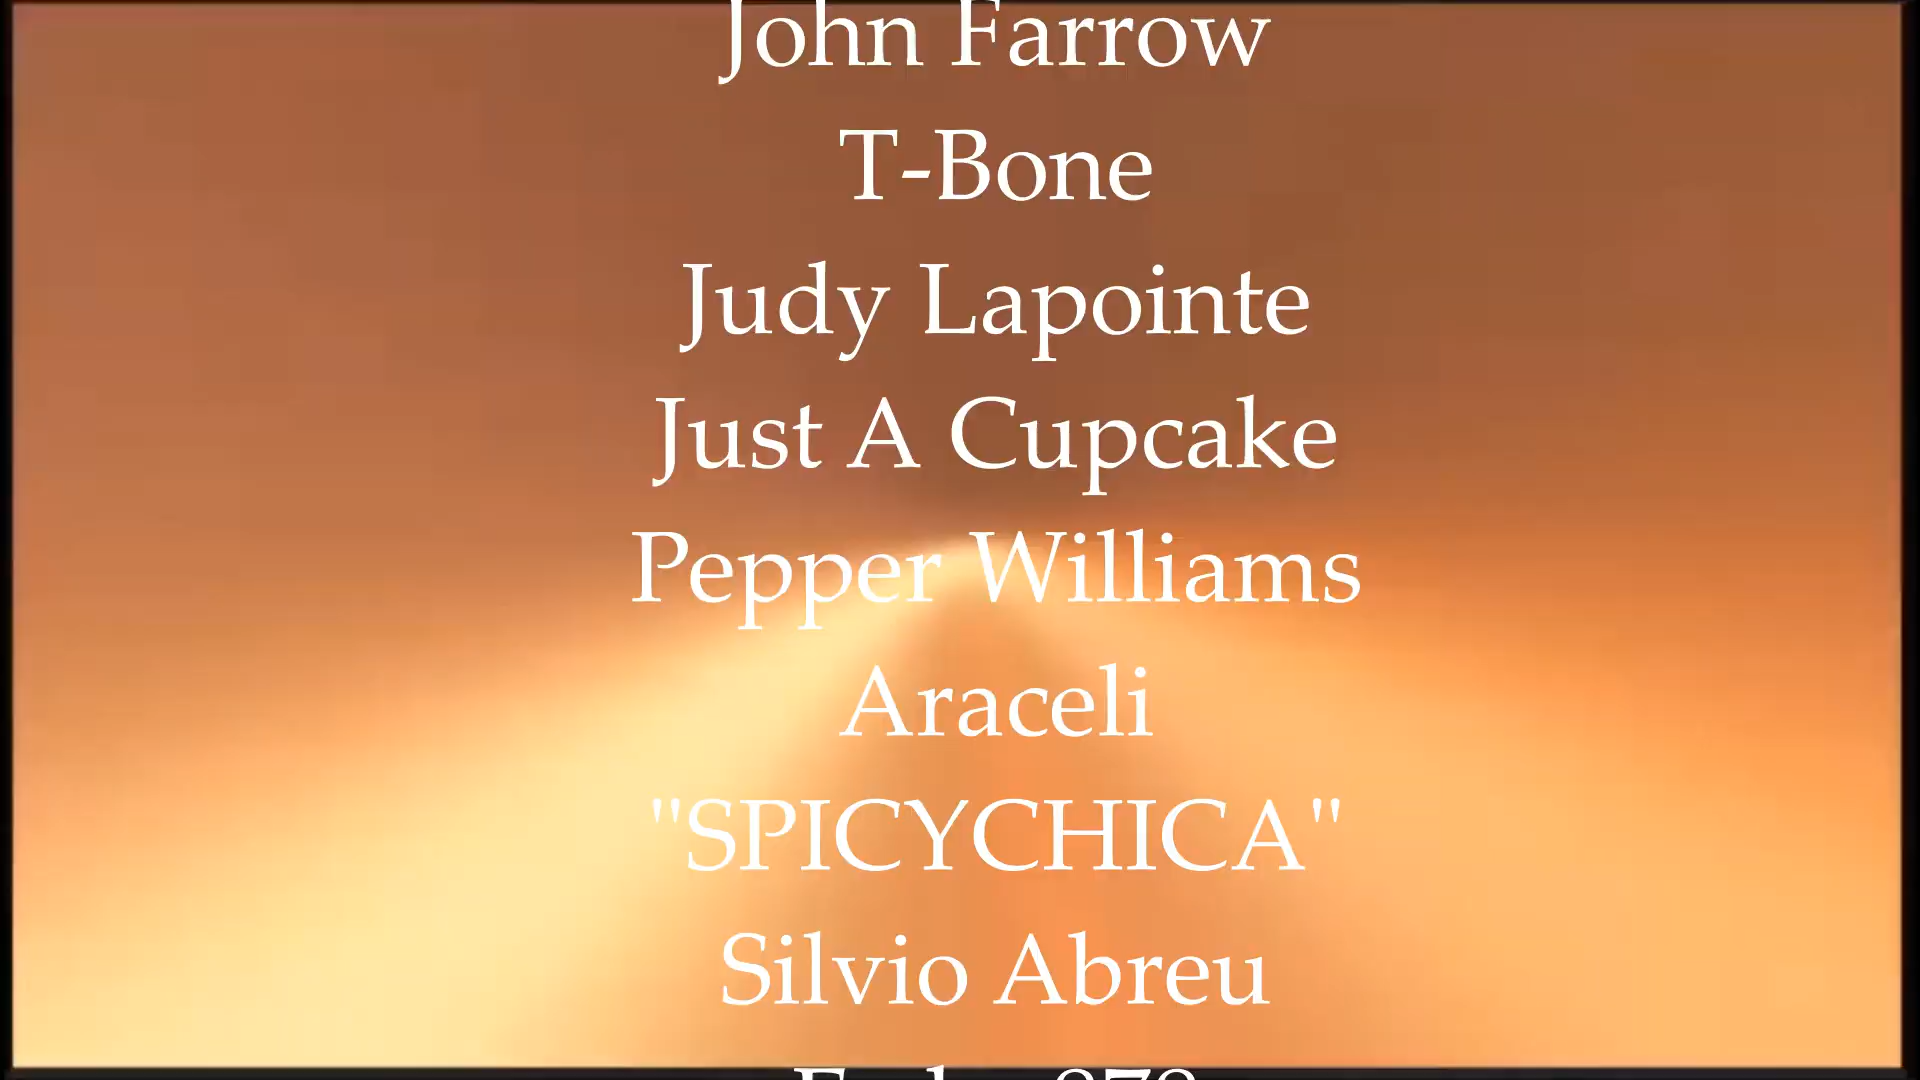 John Farrow
T-Bone
Judy Lapointe
Just A Cupcake
Pepper Williams
Araceli
"SPICYCHICA"
Silvio Abreu